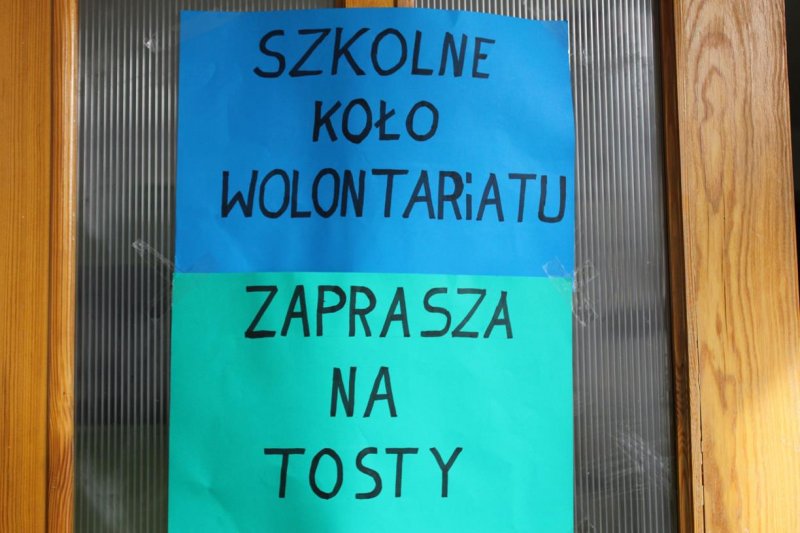 SZKOLNE
KOŁO
WOLONTARiATU
ZAPRASZA
NA
TOSTY